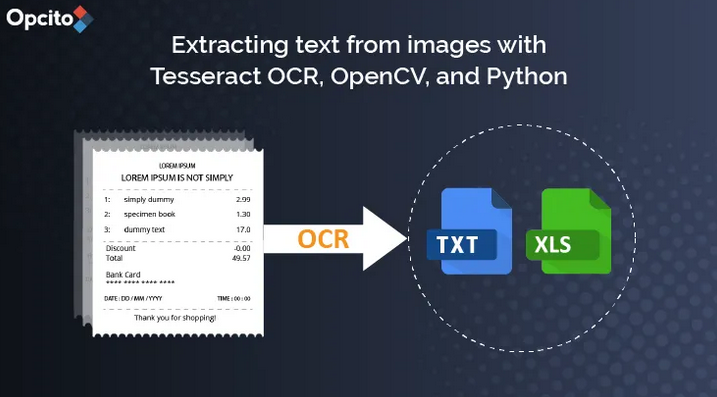 Opcito
Extracting text from images with
Tesseract OCR, OpenCV, and Python
LOREM IPSUM
LOREM IPSUM IS NOT SIMPLY
1: simply dummy 2.99
2: specimen book 1.30
3: dummy text 17.0
Discount -0.00
Total 49.57
Bank Card
**** **** **** ****
DATE : DD / MM / YYYY TIME : 00 : 00
Thank you for shopping!
OCR
TXT
XLS